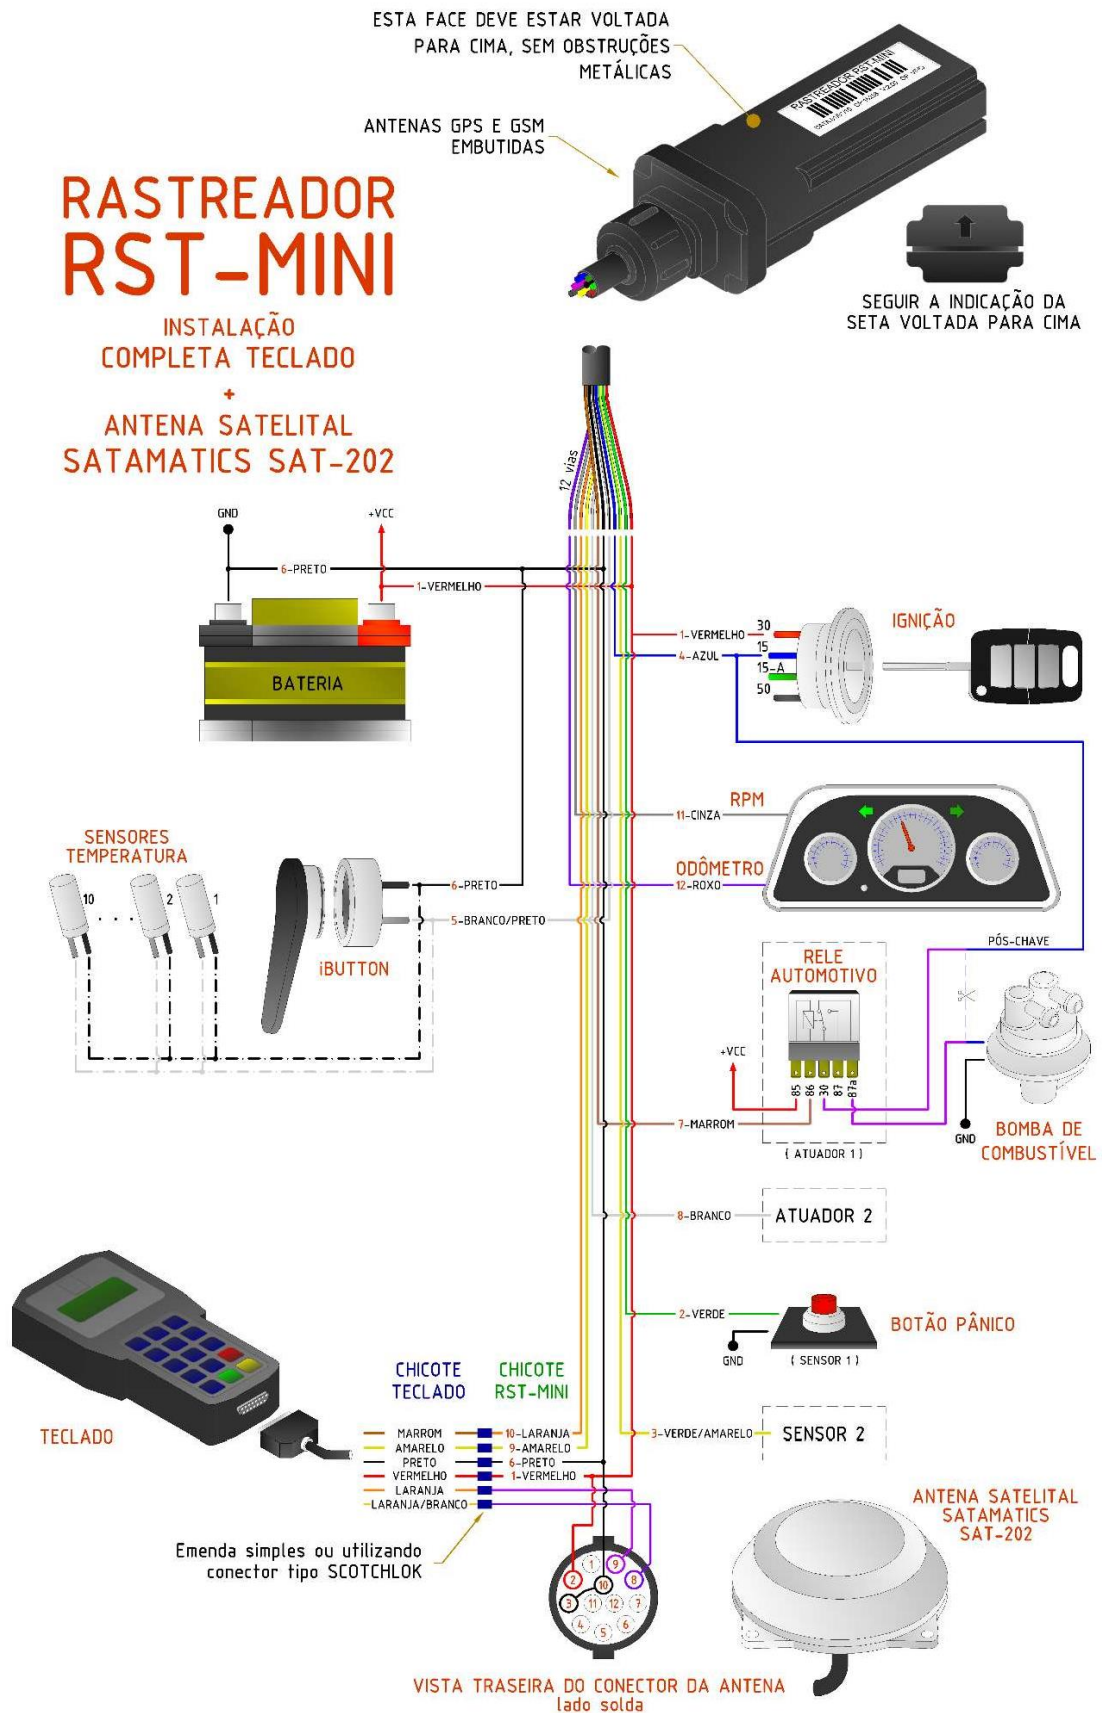 ESTA FACE DEVE ESTAR VOLTADA
PARA CIMA, SEM OBSTRUÇÕES
METÁLICAS
RASTREADOR RST-MINI
ANTENAS GPS E GSM
EMBUTIDAS
RASTREADOR
RST-MINI
INSTALAÇÃO
COMPLETA TECLADO
+
ANTENA SATELITAL
SATAMATICS SAT-202
SEGUIR A INDICAÇÃO DA
SETA VOLTADA PARA CIMA
12 vias
GND
+VCC
6-PRETO
1-VERMELHO
BATERIA
1-VERMELHO
4-AZUL
30
15
15-A
50
IGNIÇÃO
RPM
11-CINZA
ODÔMETRO
12-ROXO
SENSORES
TEMPERATURA
10
. . .
2
1
6-PRETO
5-BRANCO/PRETO
iBUTTON
RELE
AUTOMOTIVO
PÓS-CHAVE
+VCC
85
86
30
87
87a
7-MARROM
( ATUADOR 1 )
GND
BOMBA DE
COMBUSTÍVEL
8-BRANCO
ATUADOR 2
2-VERDE
GND
( SENSOR 1 )
BOTÃO PÂNICO
3-VERDE/AMARELO
SENSOR 2
TECLADO
CHICOTE
TECLADO
CHICOTE
RST-MINI
MARROM
10-LARANJA
AMARELO
9-AMARELO
PRETO
6-PRETO
VERMELHO
1-VERMELHO
LARANJA
LARANJA/BRANCO
Emenda simples ou utilizando
conector tipo SCOTCHLOK
1
9
2
10
8
3
11
12
7
4
5
6
ANTENA SATELITAL
SATAMATICS
SAT-202
VISTA TRASEIRA DO CONECTOR DA ANTENA
lado solda